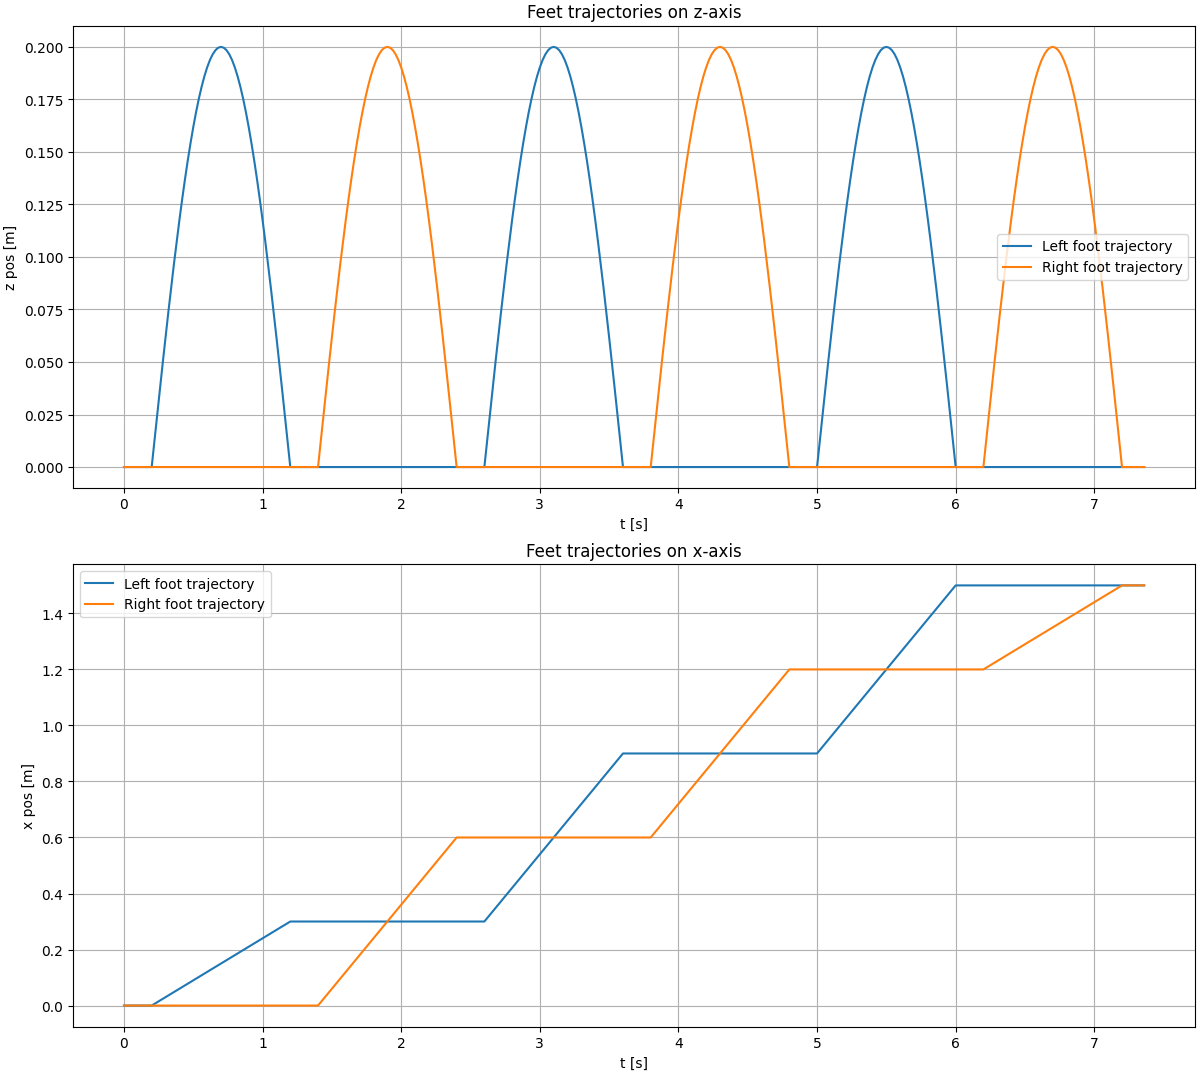 Feet trajectories on z-axis
0.200
0.175
0.150
0.125
0.100
0.075
0.050
0.025
0.000
z pos [m]
Left foot trajectory
Right foot trajectory
0 1 2 3 4 5 6 7
t [s]
Feet trajectories on x-axis
Left foot trajectory
Right foot trajectory
1.4
1.2
1.0
0.8
0.6
0.4
0.2
0.0
x pos [m]
0 1 2 3 4 5 6 7
t [s]